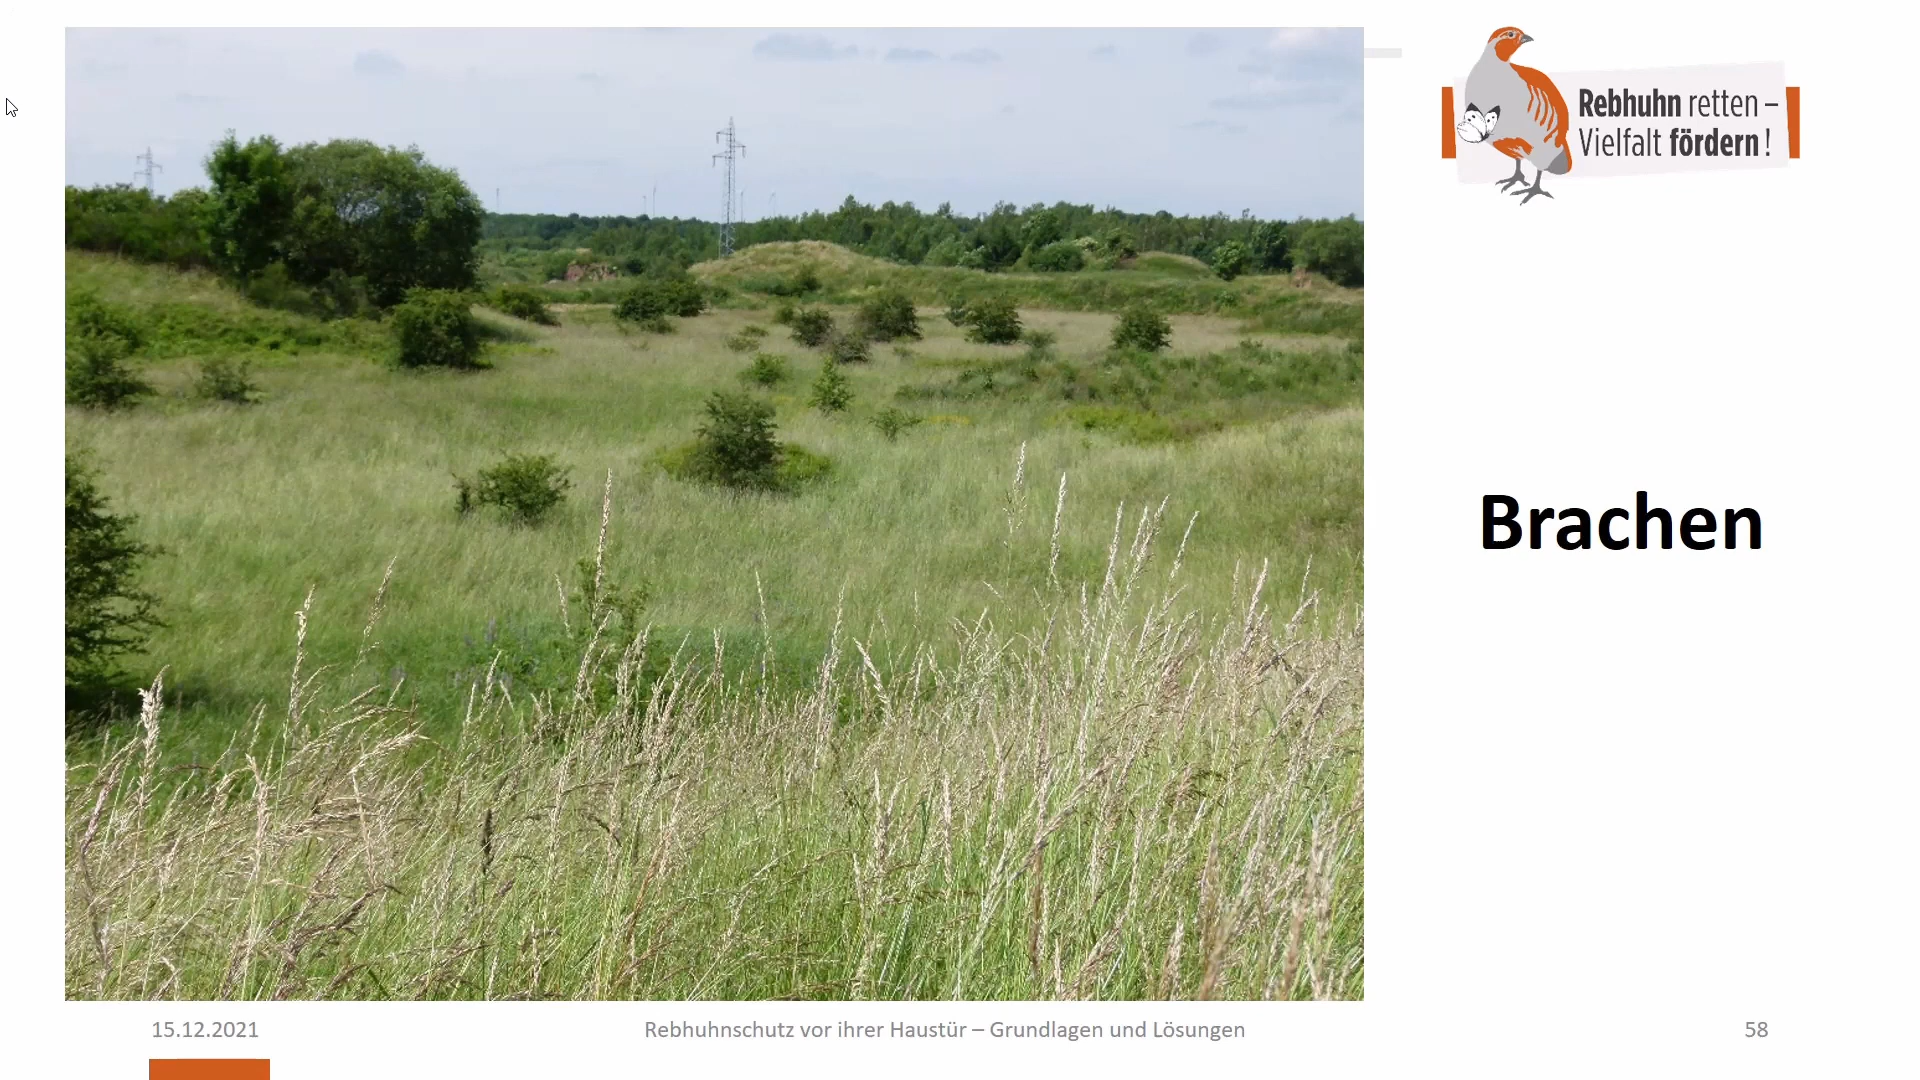 Rebhuhn retten –
Vielfalt fördern!
Brachen
15.12.2021
Rebhuhnschutz vor ihrer Haustür – Grundlagen und Lösungen
58